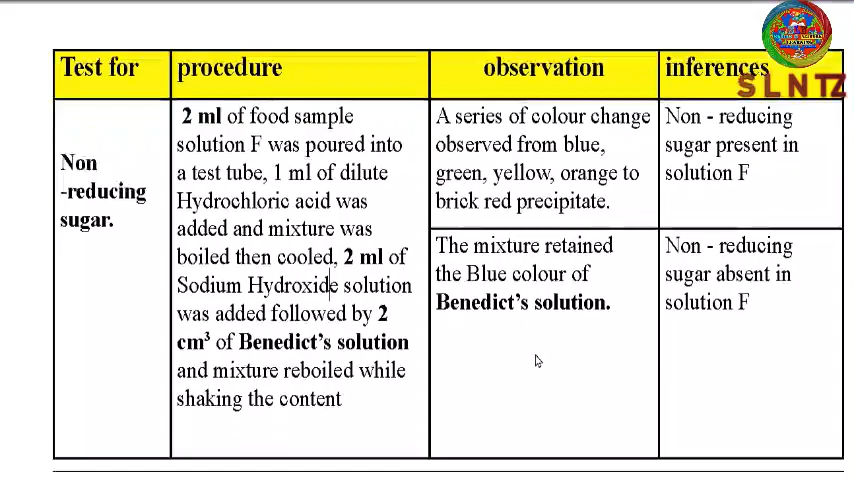 SLNTZ
Test for procedure observation inferences
Non
-reducing
sugar.
2 ml of food sample
solution F was poured into
a test tube, 1 ml of dilute
Hydrochloric acid was
added and mixture was
boiled then cooled, 2 ml of
Sodium Hydroxide solution
was added followed by 2
cm³ of Benedict’s solution
and mixture reboiled while
shaking the content
A series of colour change
observed from blue,
green, yellow, orange to
brick red precipitate.
Non - reducing
sugar present in
solution F
The mixture retained
the Blue colour of
Benedict’s solution.
Non - reducing
sugar absent in
solution F